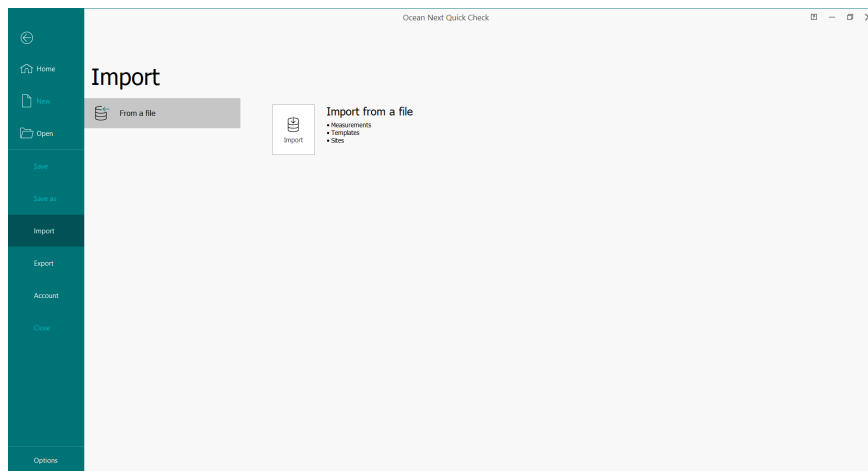 Ocean Next Quick Check
Home
New
Open
Save
Save as
Import
Export
Account
Close
Options
Import
From a file
Import
Import from a file
• Measurements
• Templates
• Sites